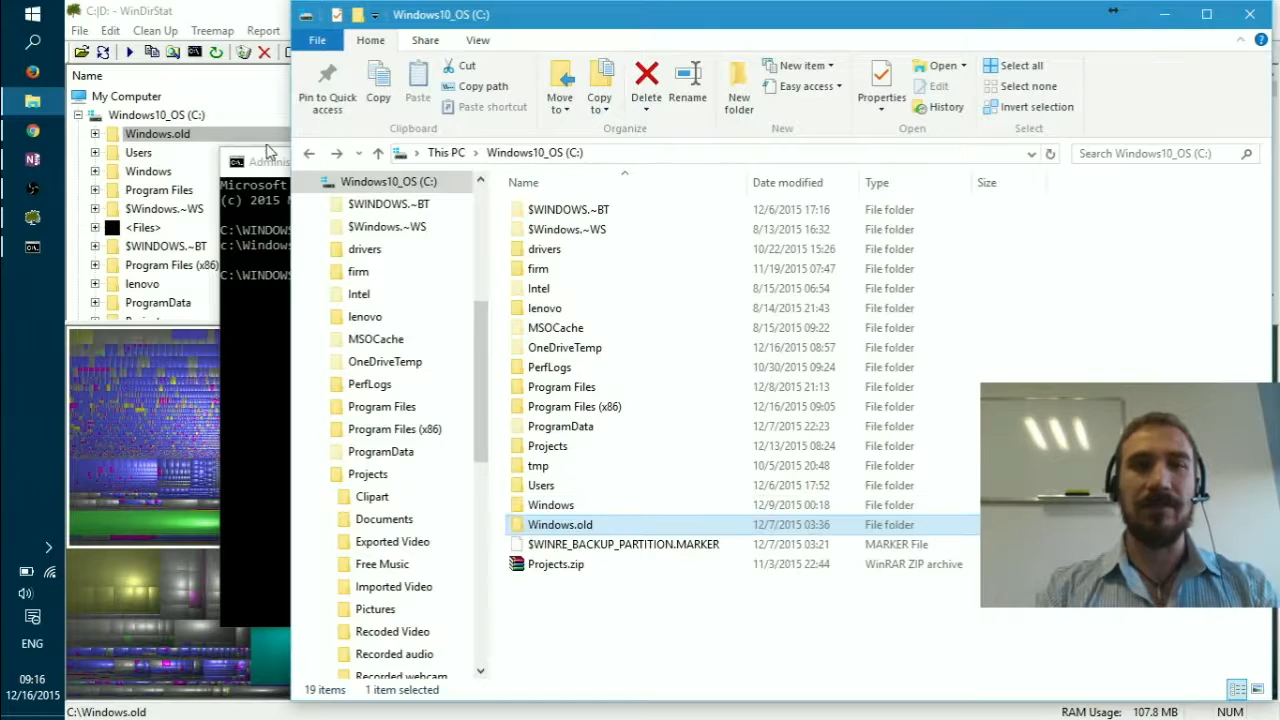 C:|D: - WinDirStat
File Edit Clean Up Treemap Report
Name
My Computer
Windows10_OS (C:)
Windows.old
Users
Windows
Program Files
$Windows.~WS
<Files>
$WINDOWS.~BT
Program Files (x86)
lenovo
ProgramData
Adminis
Microsoft
(c) 2015
C:\WINDOWS
c:\Windows
C:\WINDOWS
Windows10_OS (C:)
File Home Share View
Pin to Quick access
Copy
Paste
Cut
Copy path
Paste shortcut
Clipboard
Move to
Copy to
Delete
Rename
Organize
New folder
New item
Easy access
New
Properties
Open
Edit
History
Open
Select all
Select none
Invert selection
Select
This PC > Windows10_OS (C:)
Search Windows10_OS (C:)
Windows10_OS (C:)
$WINDOWS.~BT
$Windows.~WS
drivers
firm
Intel
lenovo
MSOCache
OneDriveTemp
PerfLogs
Program Files
Program Files (x86)
ProgramData
Projects
Clipart
Documents
Exported Video
Free Music
Imported Video
Pictures
Recoded Video
Recorded audio
Recorded webcam
Name Date modified Type Size
$WINDOWS.~BT 12/6/2015 17:16 File folder
$Windows.~WS 8/13/2015 16:32 File folder
drivers 10/22/2015 15:26 File folder
firm 11/19/2015 07:47 File folder
Intel 8/15/2015 06:54 File folder
lenovo 8/14/2015 21:43 File folder
MSOCache 8/15/2015 09:22 File folder
OneDriveTemp 12/16/2015 08:57 File folder
PerfLogs 10/30/2015 09:24 File folder
Program Files 12/8/2015 21:13 File folder
Program Files (x86) 12/16/2015 09:05 File folder
ProgramData 12/7/2015 22:23 File folder
Projects 12/13/2015 08:24 File folder
tmp 10/5/2015 20:48 File folder
Users 12/6/2015 17:52 File folder
Windows 12/9/2015 00:18 File folder
Windows.old 12/7/2015 03:36 File folder
$WINRE_BACKUP_PARTITION.MARKER 12/7/2015 03:21 MARKER File
Projects.zip 11/3/2015 22:44 WinRAR ZIP archive
19 items 1 item selected
ENG
09:16
12/16/2015
C:\Windows.old
RAM Usage: 107.8 MB NUM